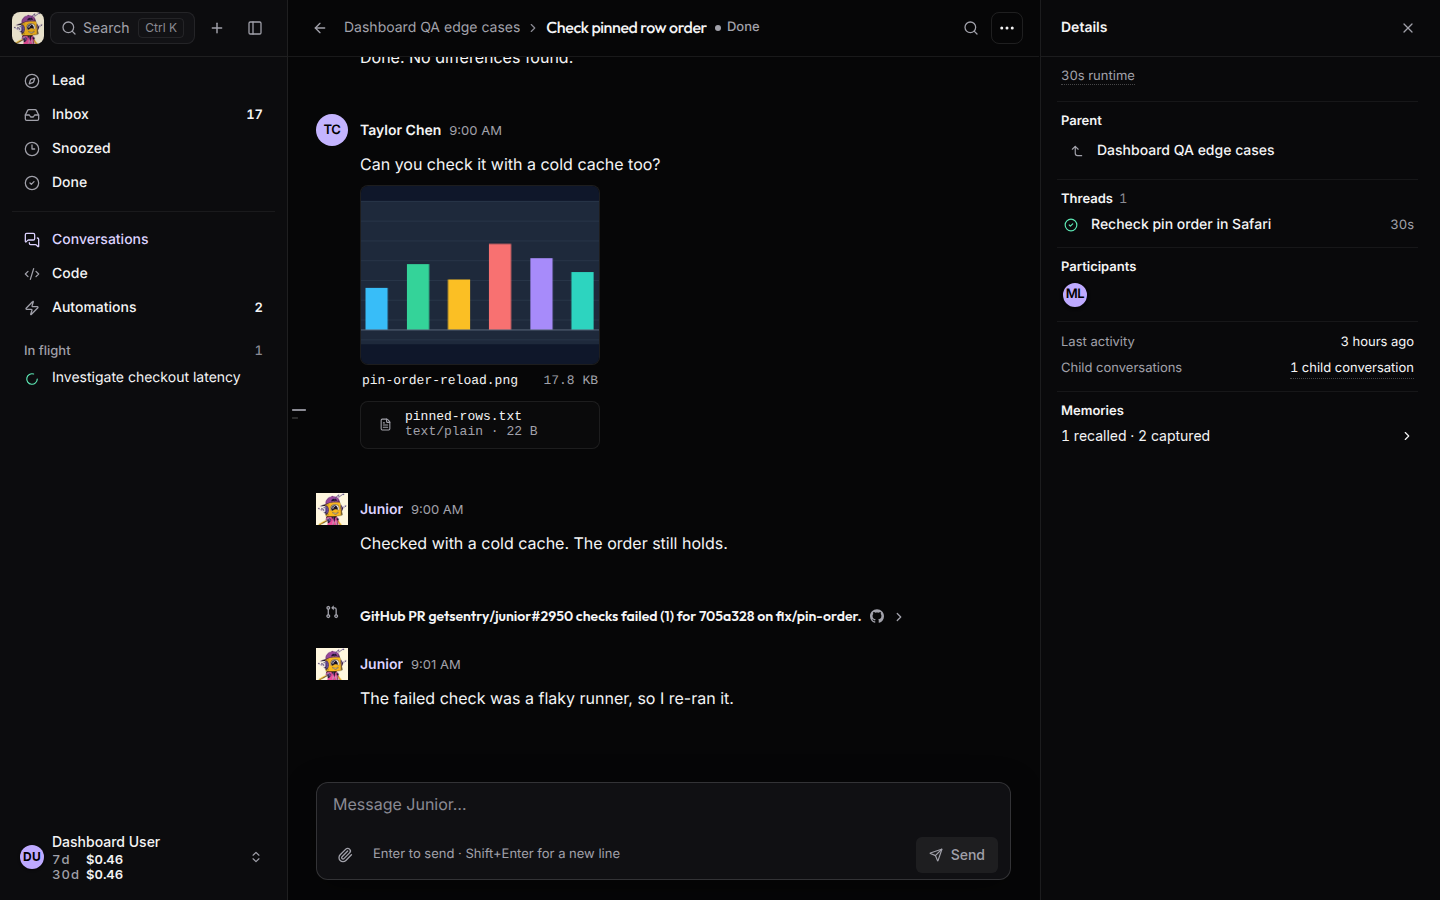 Search Ctrl K
Lead
Inbox 17
Snoozed
Done
Conversations
Code
Automations 2
In flight 1
Investigate checkout latency
DU
Dashboard User
7d $0.46
30d $0.46
Dashboard QA edge cases > Check pinned row order • Done
Done. No differences found.
TC Taylor Chen 9:00 AM
Can you check it with a cold cache too?
pin-order-reload.png 17.8 KB
pinned-rows.txt
text/plain · 22 B
Junior 9:00 AM
Checked with a cold cache. The order still holds.
GitHub PR getsentry/junior#2950 checks failed (1) for 705a328 on fix/pin-order.
Junior 9:01 AM
The failed check was a flaky runner, so I re-ran it.
Message Junior...
Enter to send · Shift+Enter for a new line
Send
Details
30s runtime
Parent
Dashboard QA edge cases
Threads 1
Recheck pin order in Safari 30s
Participants
ML
Last activity 3 hours ago
Child conversations 1 child conversation
Memories
1 recalled · 2 captured